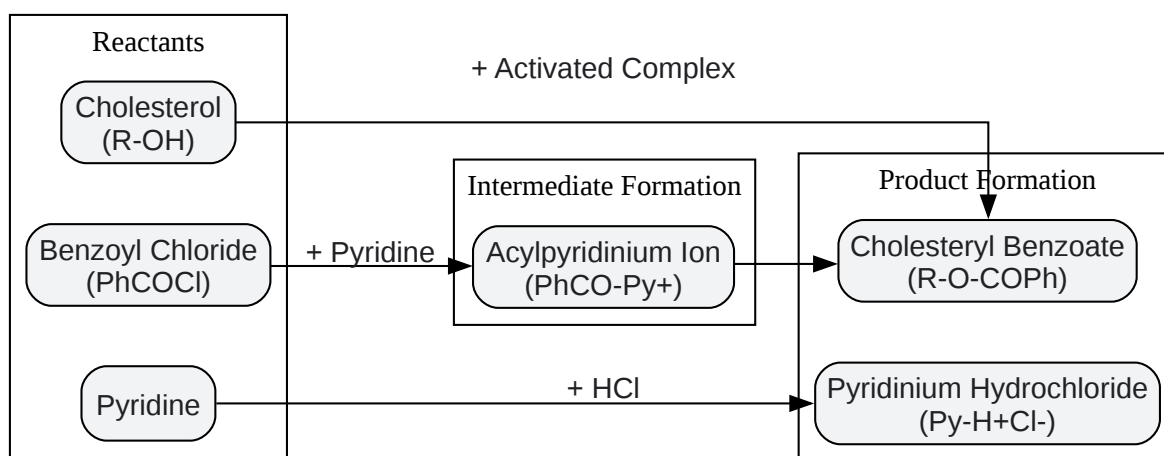 Reactants
+ Activated Complex
Cholesterol
(R-OH)
Intermediate Formation
Product Formation
Benzoyl Chloride
(PhCOCl)
+ Pyridine
Acylpyridinium Ion
(PhCO-Py+)
Cholesteryl Benzoate
(R-O-COPh)
Pyridine
+ HCl
Pyridinium Hydrochloride
(Py-H+Cl-)